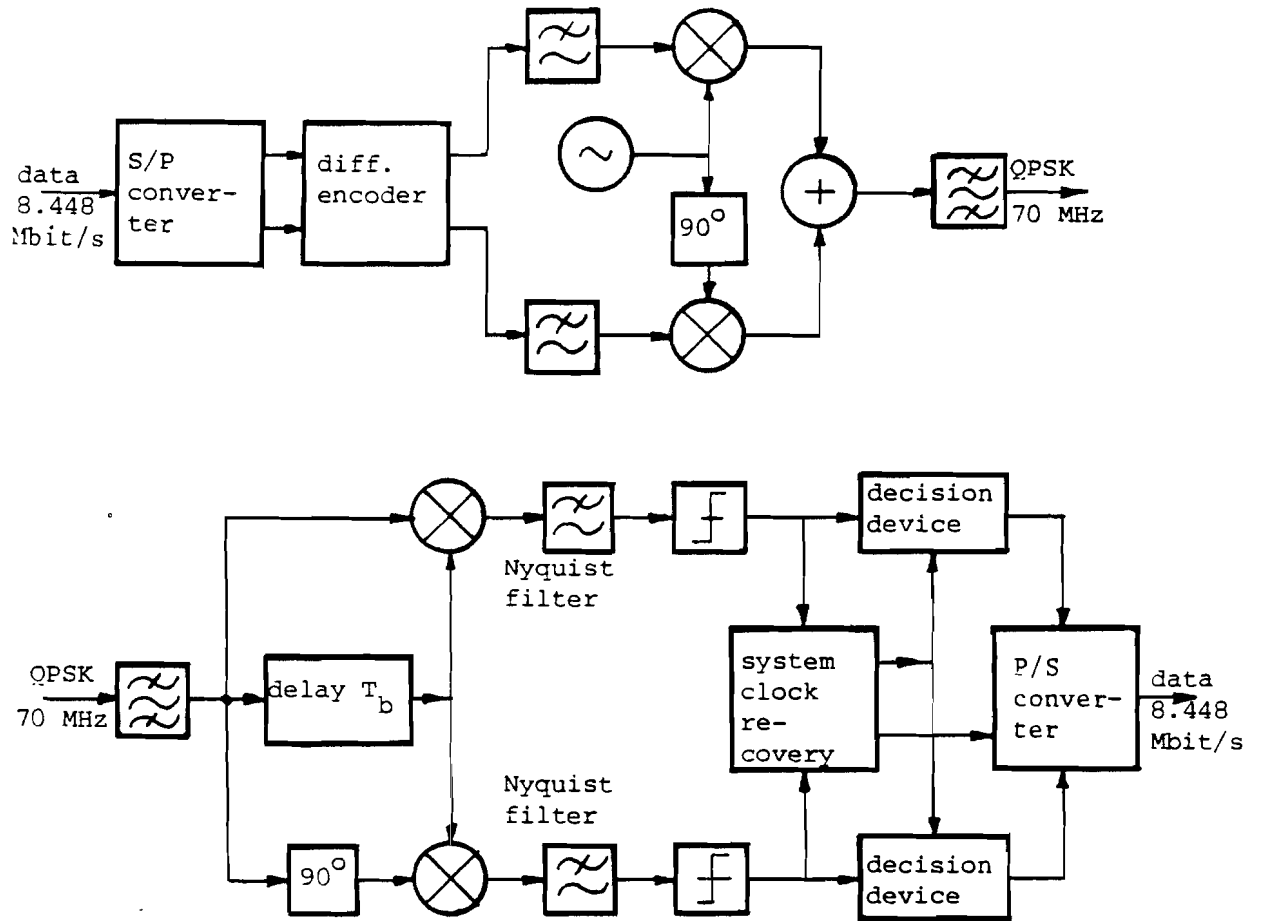 S/P
conver-
ter
diff.
encoder
data
8.448
Mbit/s
90°
QPSK
70 MHz
decision
device
Nyquist
filter
QPSK
70 MHz
delay T_b
system
clock
re-
covery
P/S
conver-
ter
data
8.448
Mbit/s
Nyquist
filter
90°
decision
device